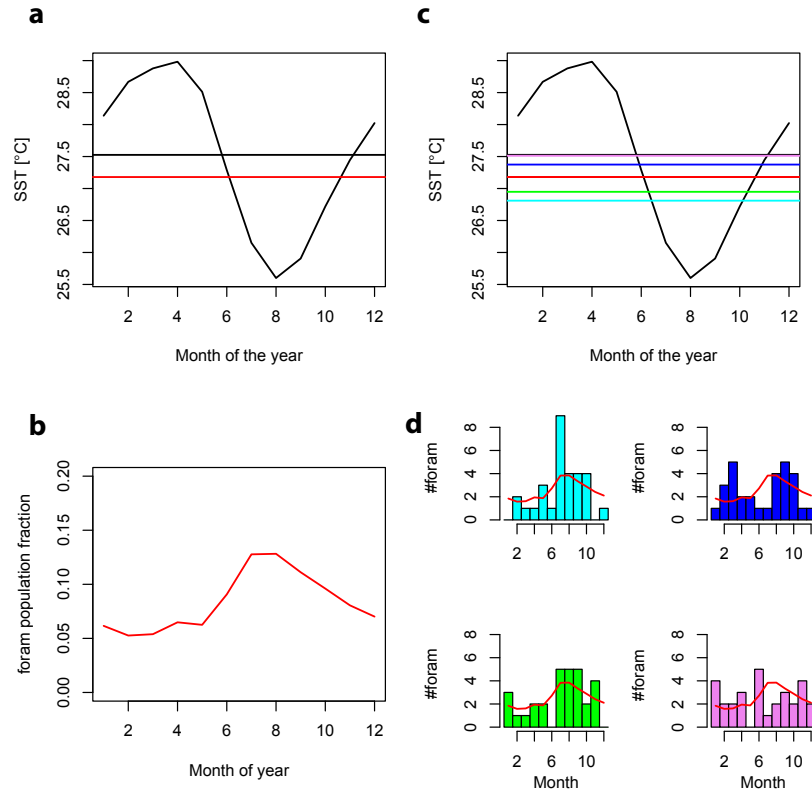 a
SST [°C]
25.5 26.5 27.5 28.5
2 4 6 8 10 12
Month of the year
c
SST [°C]
25.5 26.5 27.5 28.5
2 4 6 8 10 12
Month of the year
b
foram population fraction
0.00 0.05 0.10 0.15 0.20
2 4 6 8 10 12
Month of year
d
#foram
0 2 4 6 8
2 6 10
#foram
0 2 4 6 8
2 6 10
#foram
0 2 4 6 8
2 6 10
Month
#foram
0 2 4 6 8
2 6 10
Month